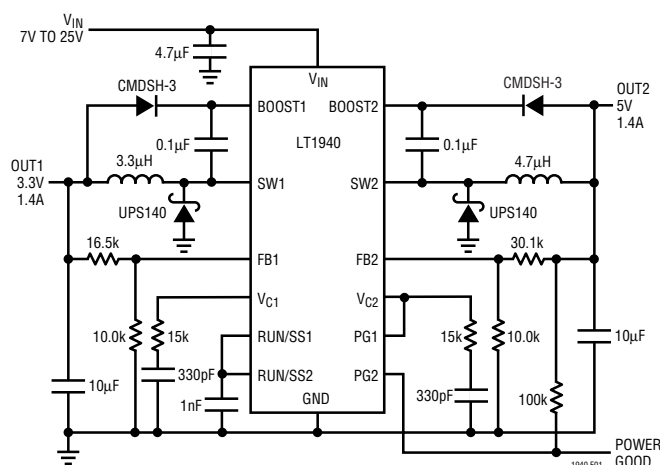 VIN
7V TO 25V
4.7µF
VIN
CMDSH-3
CMDSH-3
OUT2
5V
1.4A
BOOST1
BOOST2
LT1940
0.1µF
0.1µF
OUT1
3.3V
1.4A
3.3µH
4.7µH
SW1
SW2
UPS140
UPS140
16.5k
30.1k
FB1
FB2
VC1
VC2
10.0k
15k
RUN/SS1
PG1
15k
10.0k
10µF
10µF
330pF
RUN/SS2
PG2
330pF
100k
1nF
GND
POWER
GOOD
1940 F01